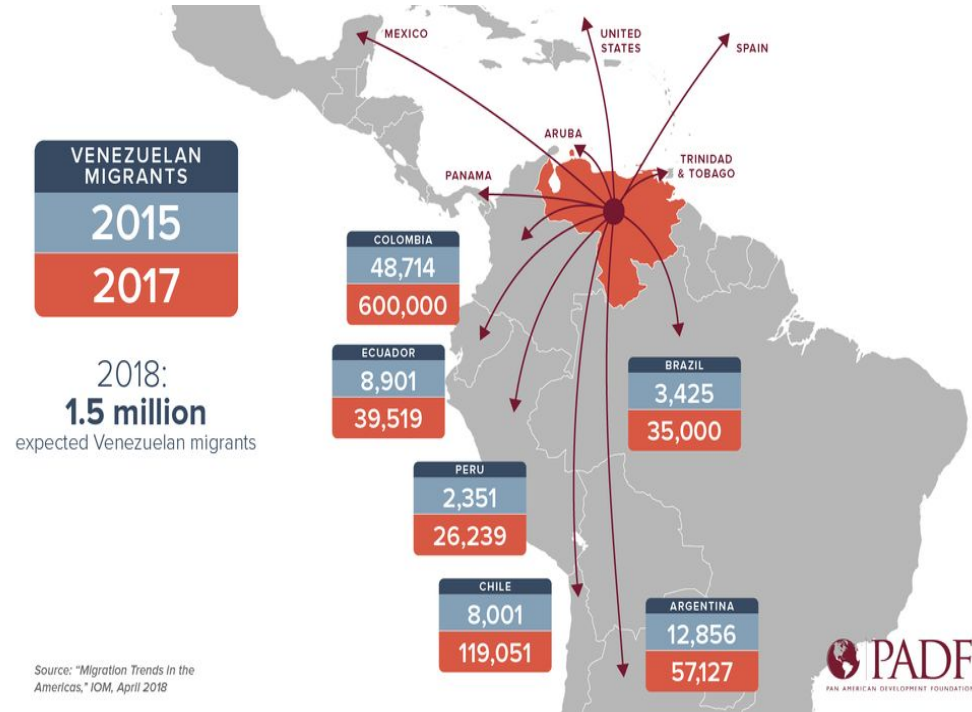 MEXICO
UNITED
STATES
SPAIN
ARUBA
TRINIDAD
& TOBAGO
PANAMA
VENEZUELAN
MIGRANTS
2015
2017
COLOMBIA
48,714
600,000
2018:
1.5 million
expected Venezuelan migrants
ECUADOR
8,901
39,519
BRAZIL
3,425
35,000
PERU
2,351
26,239
CHILE
8,001
119,051
ARGENTINA
12,856
57,127
Source: "Migration Trends in the
Americas," IOM, April 2018
PADF
PAN AMERICAN DEVELOPMENT FOUNDATION